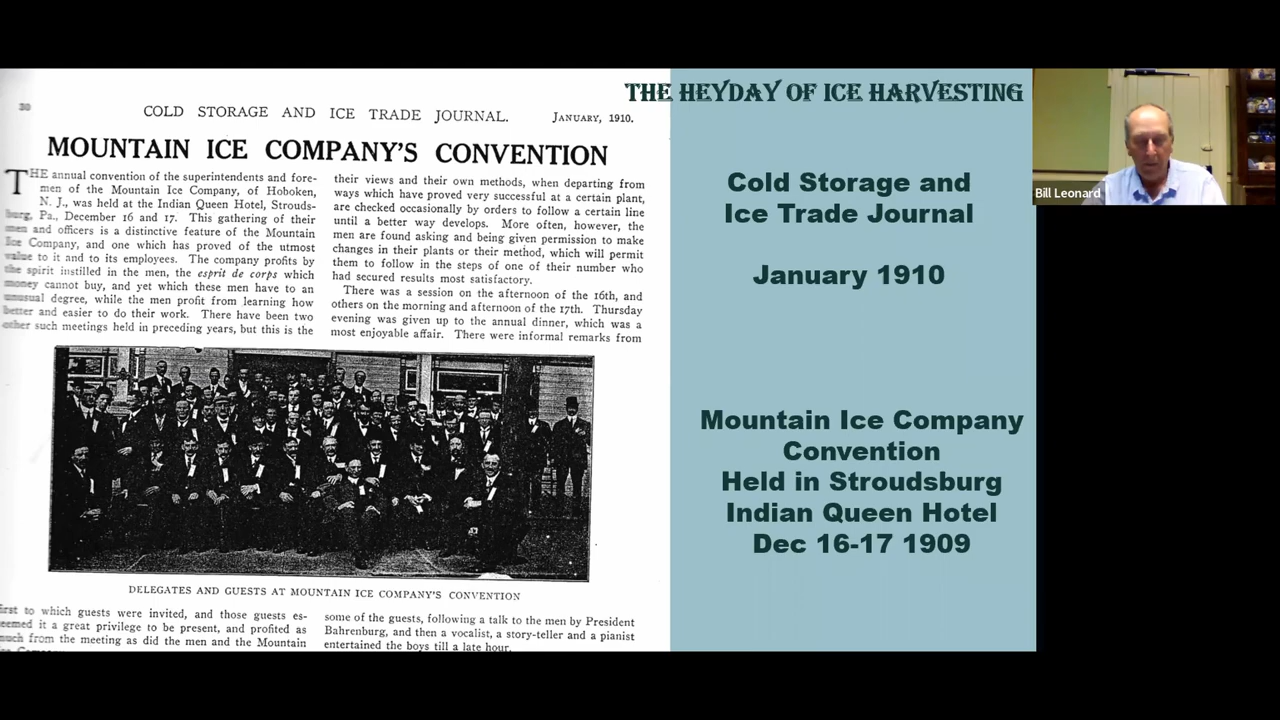 THE HEYDAY OF ICE HARVESTING
30
COLD STORAGE AND ICE TRADE JOURNAL. JANUARY, 1910.
MOUNTAIN ICE COMPANY'S CONVENTION
THE annual convention of the superintendents and fore-
men of the Mountain Ice Company, of Hoboken,
N. J., was held at the Indian Queen Hotel, Strouds-
burg, Pa., December 16 and 17. This gathering of their
men and officers is a distinctive feature of the Mountain
Ice Company, and one which has proved of the utmost
value to it and to its employees. The company profits by
the spirit instilled in the men, the esprit de corps which
money cannot buy, and yet which these men have to an
unusual degree, while the men profit from learning how
better and easier to do their work. There have been two
other such meetings held in preceding years, but this is the
their views and their own methods, when departing from
ways which have proved very successful at a certain plant,
are checked occasionally by orders to follow a certain line
until a better way develops. More often, however, the
men are found asking and being given permission to make
changes in their plants or their method, which will permit
them to follow in the steps of one of their number who
had secured results most satisfactory.
There was a session on the afternoon of the 16th, and
others on the morning and afternoon of the 17th. Thursday
evening was given up to the annual dinner, which was a
most enjoyable affair. There were informal remarks from
DELEGATES AND GUESTS AT MOUNTAIN ICE COMPANY'S CONVENTION
first to which guests were invited, and those guests es-
eemed it a great privilege to be present, and profited as
much from the meeting as did the men and the Mountain
some of the guests, following a talk to the men by President
Bahrenburg, and then a vocalist, a story-teller and a pianist
entertained the boys till a late hour.
Cold Storage and
Ice Trade Journal
January 1910
Mountain Ice Company
Convention
Held in Stroudsburg
Indian Queen Hotel
Dec 16-17 1909
Bill Leonard